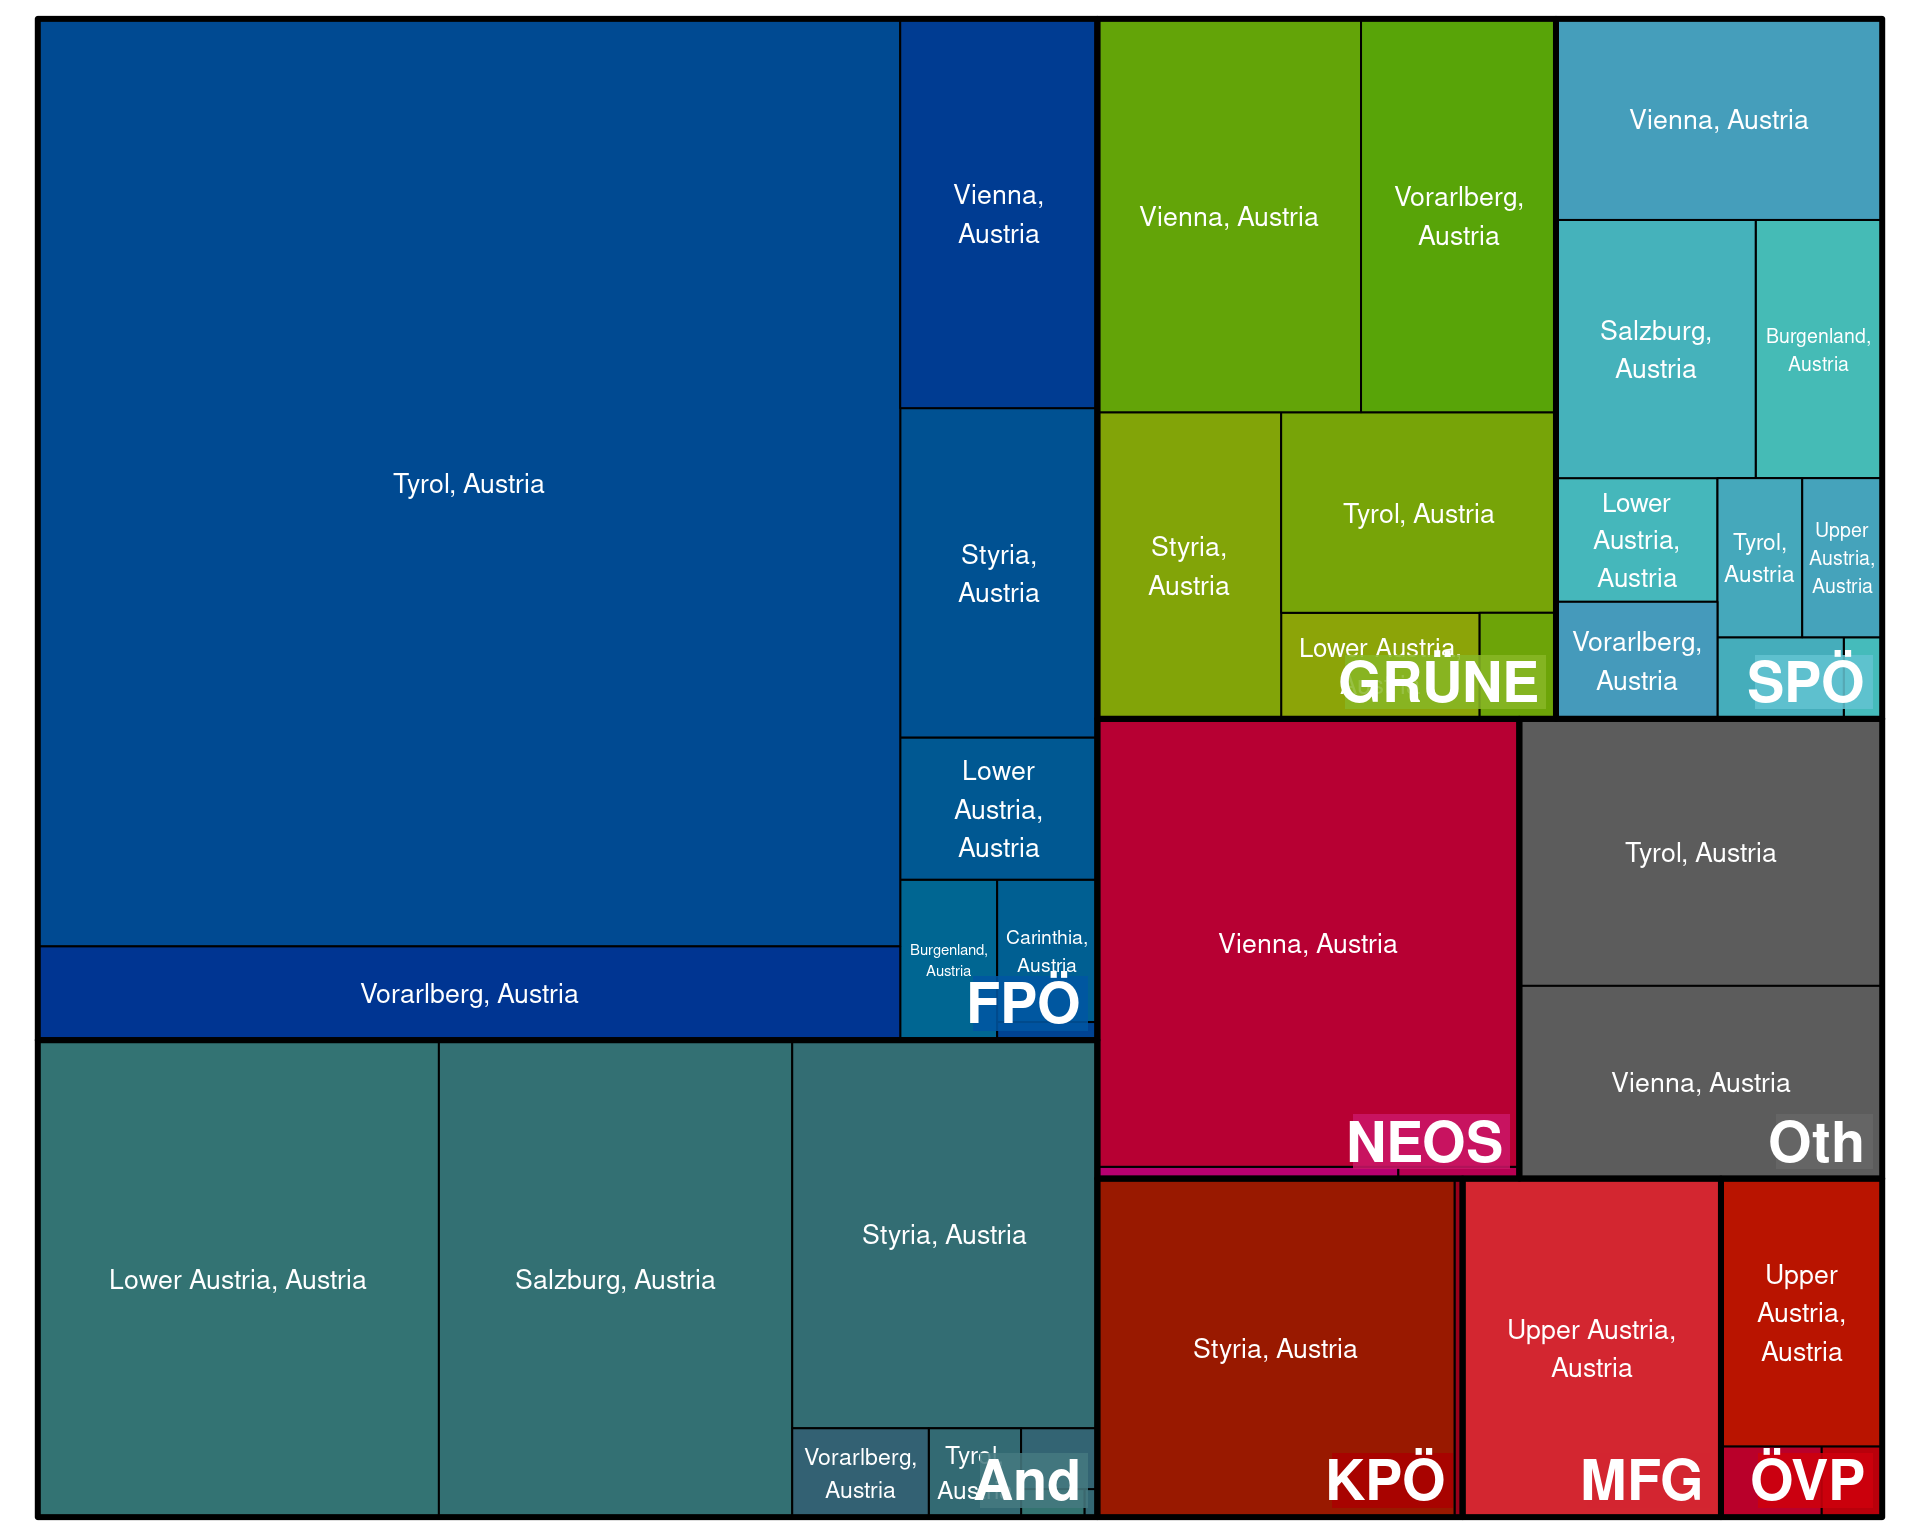 Tyrol, Austria
Vorarlberg, Austria
Vienna,
Austria
Styria,
Austria
Lower
Austria,
Austria
Burgenland,
Austria
Carinthia,
Austria
FPÖ
Lower Austria, Austria
Salzburg, Austria
Styria, Austria
Vorarlberg,
Austria
And
Vienna, Austria
Vorarlberg,
Austria
Styria,
Austria
Tyrol, Austria
Lower Austria,
GRÜNE
Vienna, Austria
Salzburg,
Austria
Burgenland,
Austria
Lower
Austria,
Austria
Tyrol,
Austria
Upper
Austria,
Austria
Vorarlberg,
Austria
SPÖ
Vienna, Austria
NEOS
Tyrol, Austria
Vienna, Austria
Oth
Styria, Austria
KPÖ
Upper Austria,
Austria
MFG
Upper
Austria,
Austria
ÖVP